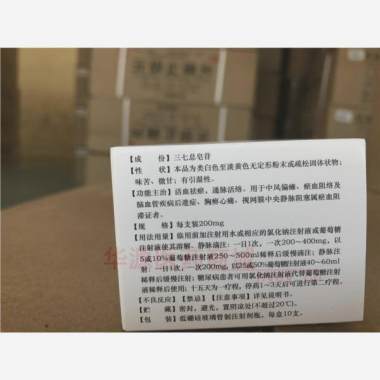 【成    份】三七总皂苷
【性    状】本品为类白色至淡黄色无定形粉末或疏松固体状物；
味苦、微甘；有引湿性。
【功能主治】活血祛瘀，通脉活络。用于中风偏瘫、瘀血阻络及
脑血管疾病后遗症、胸痹心痛、视网膜中央静脉阻塞属瘀血阻
滞证者。
【规    格】每支装200mg
【用法用量】临用前加注射用水或相应的氯化钠注射液或葡萄糖
注射液使其溶解。静脉滴注：一日1次，一次200～400mg，以
5或10%葡萄糖注射液250～500ml稀释后缓慢滴注；静脉注
射：一日1次，一次200mg，以25或50%葡萄糖注射液40～60ml
稀释后缓慢注射；糖尿病患者可用氯化钠注射液代替葡萄糖注射
液稀释后使用；十五天为一疗程，停药1～3天后可进行第二疗程。
【不良反应】【禁忌】【注意事项】详见说明书。
【贮    藏】密封，避光，置阴凉处(不超过20℃)。
【包    装】低硼硅玻璃管制注射剂瓶，每盒10支。
华源